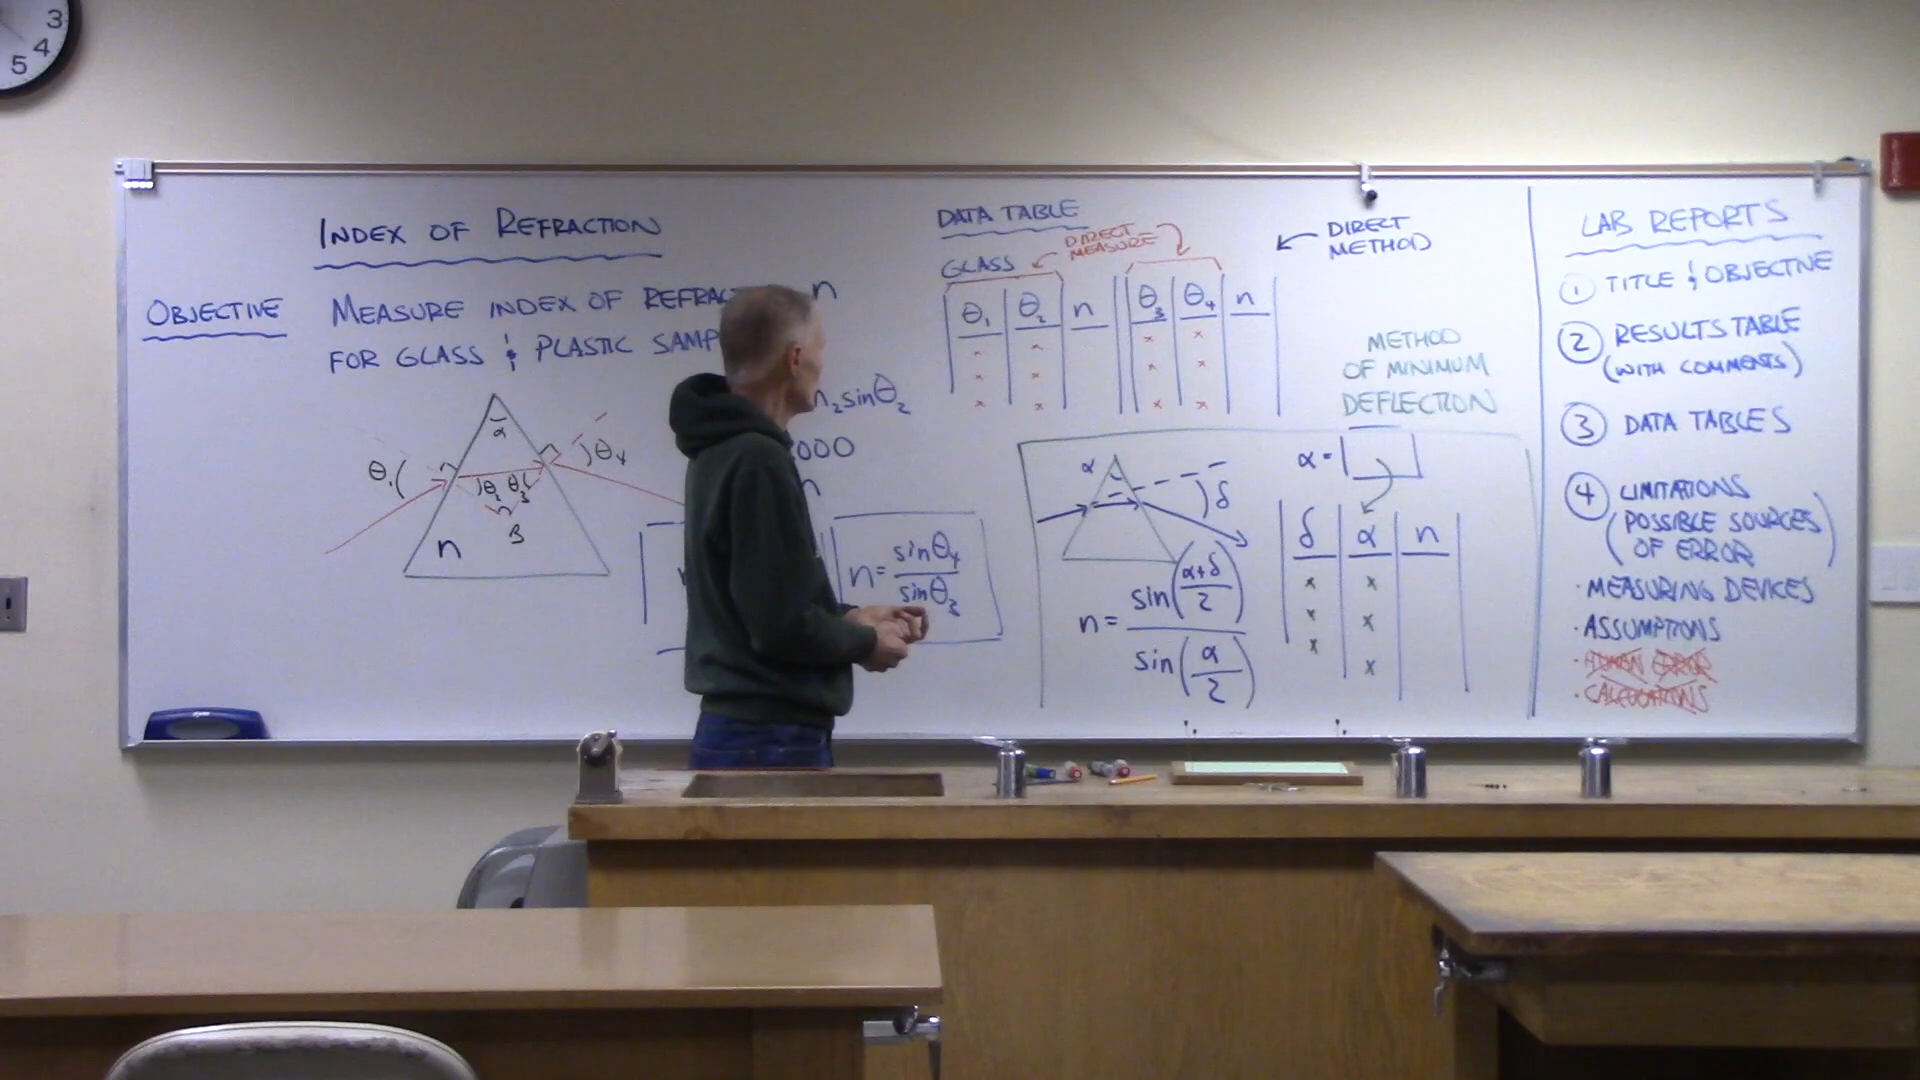 3
4
5
INDEX OF REFRACTION
OBJECTIVE
MEASURE INDEX OF REFRAC n
FOR GLASS & PLASTIC SAMP
α
θ₁
θ₂ θ₃
θ₄
β
n
n₂sinθ₂
000
n
n = sinθ₄ / sinθ₃
DATA TABLE
DIRECT
MEASURE
GLASS
θ₁ θ₂ n θ₃ θ₄ n
x x x x
x x x x
x x x x
DIRECT
METHOD
METHOD
OF MINIMUM
DEFLECTION
α
δ
n = sin((α+δ)/2) / sin(α/2)
α =
δ α n
x x
x x
x x
LAB REPORTS
1 TITLE & OBJECTIVE
2 RESULTS TABLE
(WITH COMMENTS)
3 DATA TABLES
4 LIMITATIONS
(POSSIBLE SOURCES
OF ERROR)
· MEASURING DEVICES
· ASSUMPTIONS
· HUMAN ERROR
· CALCULATIONS